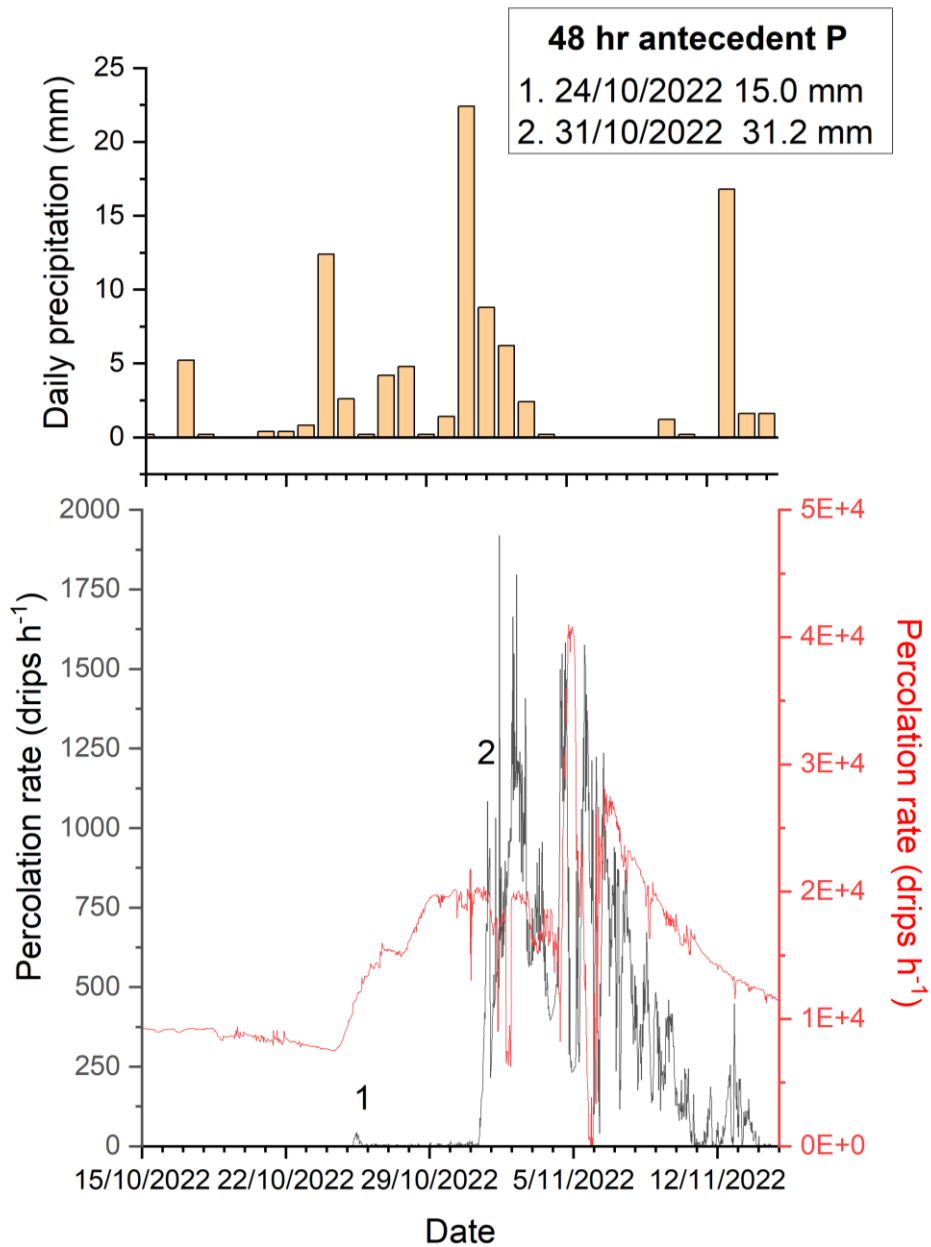 48 hr antecedent P
1. 24/10/2022 15.0 mm
2. 31/10/2022 31.2 mm
Daily precipitation (mm)
25
20
15
10
5
0
Percolation rate (drips h⁻¹)
2000
1750
1500
1250
1000
750
500
250
0
1
2
5E+4
4E+4
3E+4
2E+4
1E+4
0E+0
Percolation rate (drips h⁻¹)
15/10/2022 22/10/2022 29/10/2022 5/11/2022 12/11/2022
Date